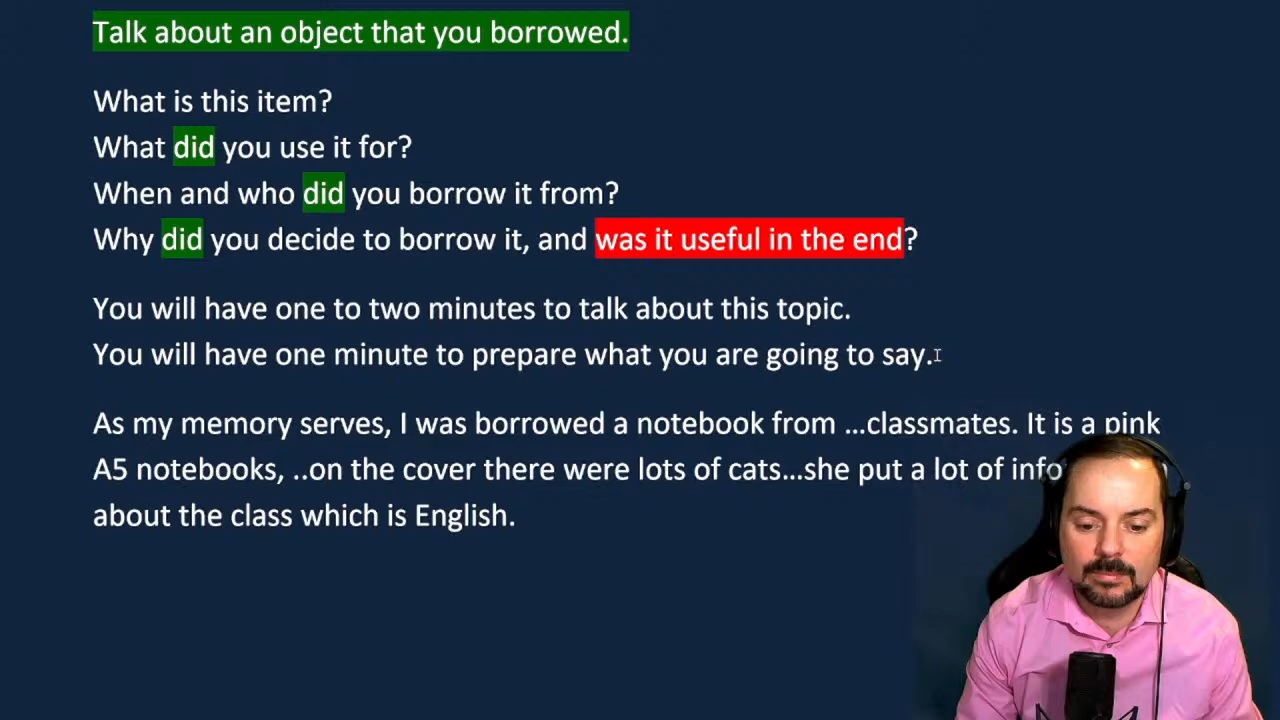 Talk about an object that you borrowed.
What is this item?
What did you use it for?
When and who did you borrow it from?
Why did you decide to borrow it, and was it useful in the end?
You will have one to two minutes to talk about this topic.
You will have one minute to prepare what you are going to say.
As my memory serves, I was borrowed a notebook from ...classmates. It is a pink
A5 notebooks, ..on the cover there were lots of cats...she put a lot of
about the class which is English.